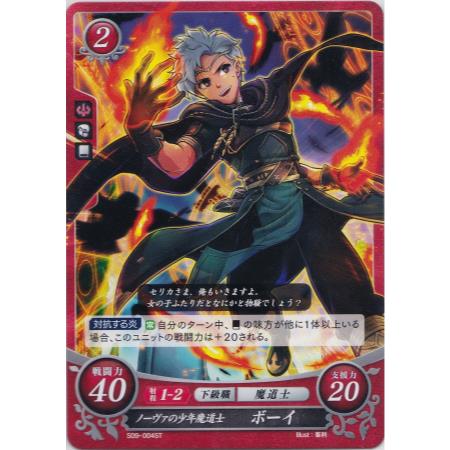 2
セリカさま、俺もいきますよ。
女の子ふたりだとなにかと物騒でしょう?
対抗する炎 常 自分のターン中、■の味方が他に1体以上いる
場合、このユニットの戦闘力は+20される。
戦闘力
40
射程 1-2 下級職 魔道士
支援力
20
ノーヴァの少年魔道士 ボーイ
S09-004ST
Illust: